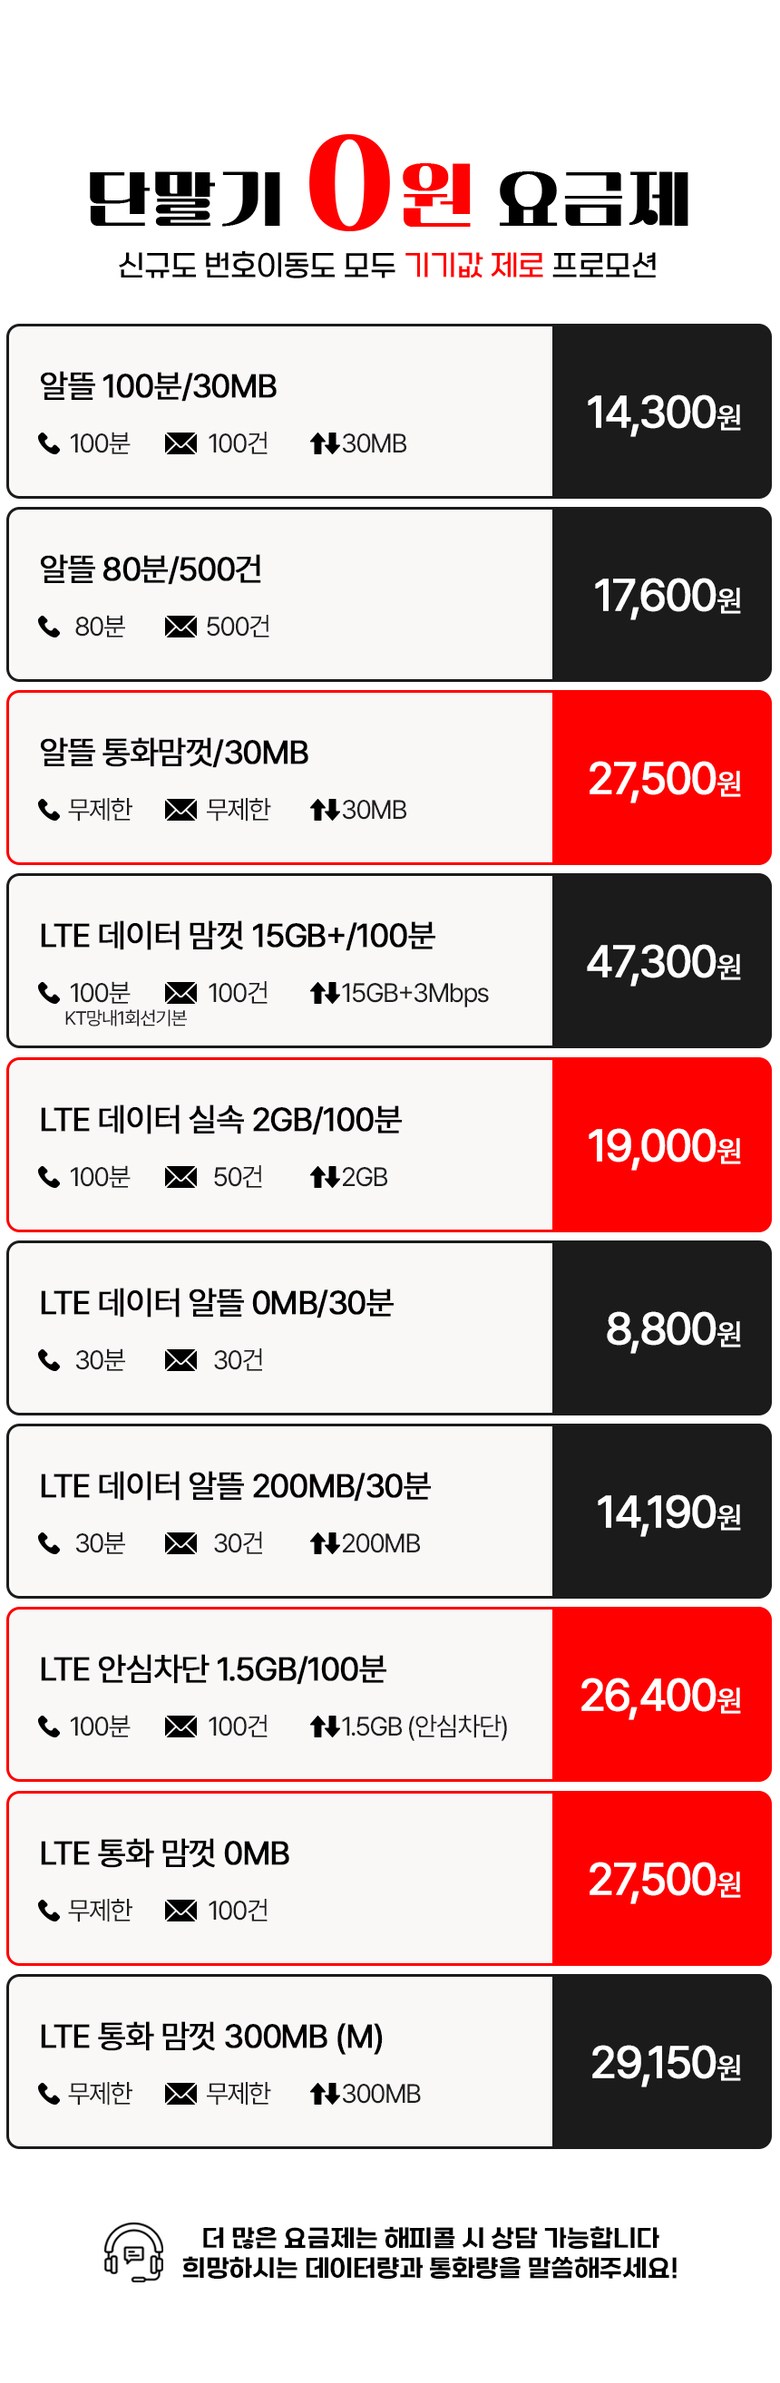 단말기 0원 요금제
신규도 번호이동도 모두 기기값 제로 프로모션
알뜰 100분/30MB
100분 100건 30MB
14,300원
알뜰 80분/500건
80분 500건
17,600원
알뜰 통화맘껏/30MB
무제한 무제한 30MB
27,500원
LTE 데이터 맘껏 15GB+/100분
100분 100건 15GB+3Mbps
KT망내1회선기본
47,300원
LTE 데이터 실속 2GB/100분
100분 50건 2GB
19,000원
LTE 데이터 알뜰 0MB/30분
30분 30건
8,800원
LTE 데이터 알뜰 200MB/30분
30분 30건 200MB
14,190원
LTE 안심차단 1.5GB/100분
100분 100건 1.5GB (안심차단)
26,400원
LTE 통화 맘껏 0MB
무제한 100건
27,500원
LTE 통화 맘껏 300MB (M)
무제한 무제한 300MB
29,150원
더 많은 요금제는 해피콜 시 상담 가능합니다
희망하시는 데이터량과 통화량을 말씀해주세요!